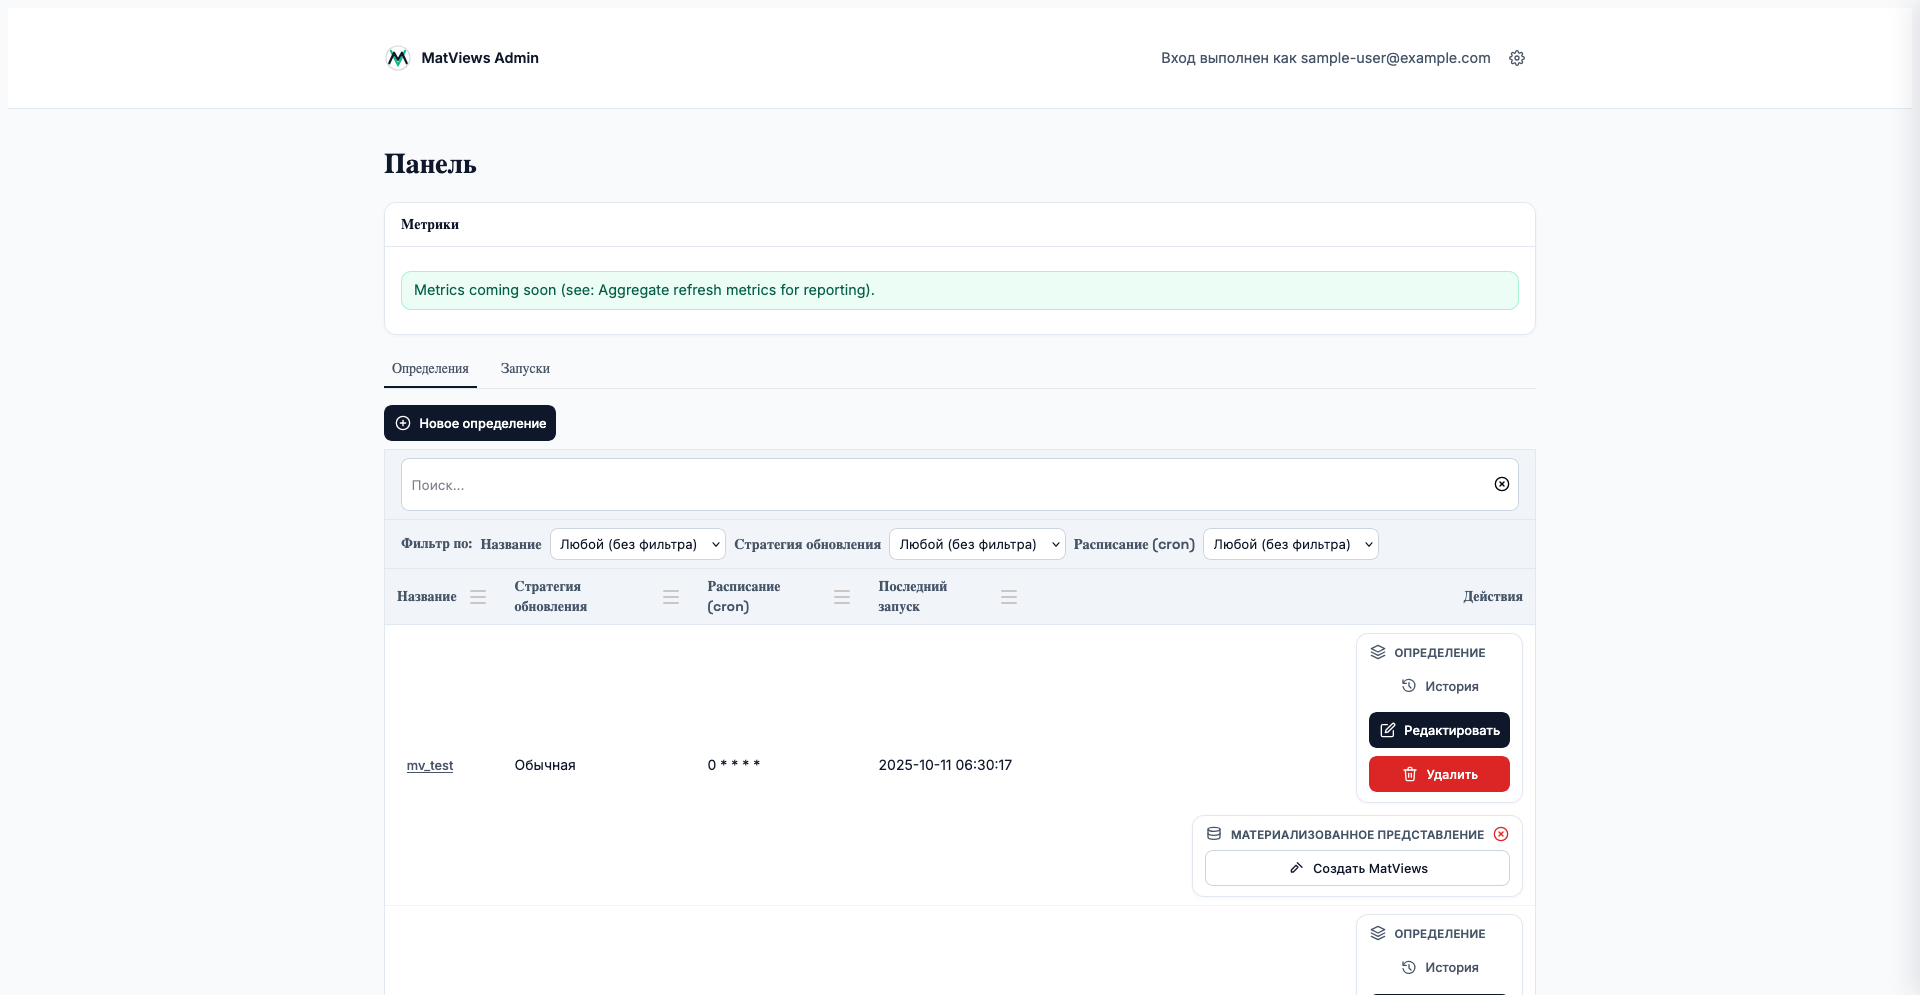 MatViews Admin
Вход выполнен как sample-user@example.com
Панель
Метрики
Metrics coming soon (see: Aggregate refresh metrics for reporting).
Определения
Запуски
Новое определение
Поиск...
Фильтр по: Название Любой (без фильтра) Стратегия обновления Любой (без фильтра) Расписание (cron) Любой (без фильтра)
Название
Стратегия
обновления
Расписание
(cron)
Последний
запуск
Действия
ОПРЕДЕЛЕНИЕ
История
Редактировать
mv_test
Обычная
0 * * * *
2025-10-11 06:30:17
Удалить
МАТЕРИАЛИЗОВАННОЕ ПРЕДСТАВЛЕНИЕ
Создать MatViews
ОПРЕДЕЛЕНИЕ
История